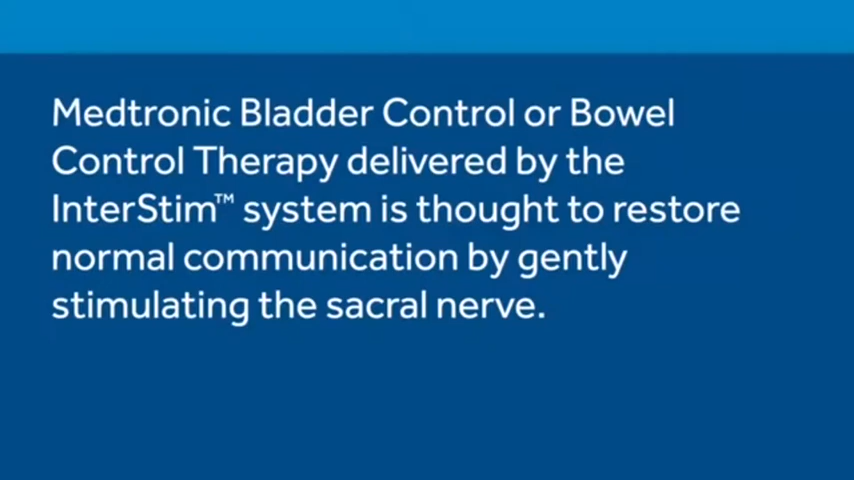 Medtronic Bladder Control or Bowel
Control Therapy delivered by the
InterStim™ system is thought to restore
normal communication by gently
stimulating the sacral nerve.